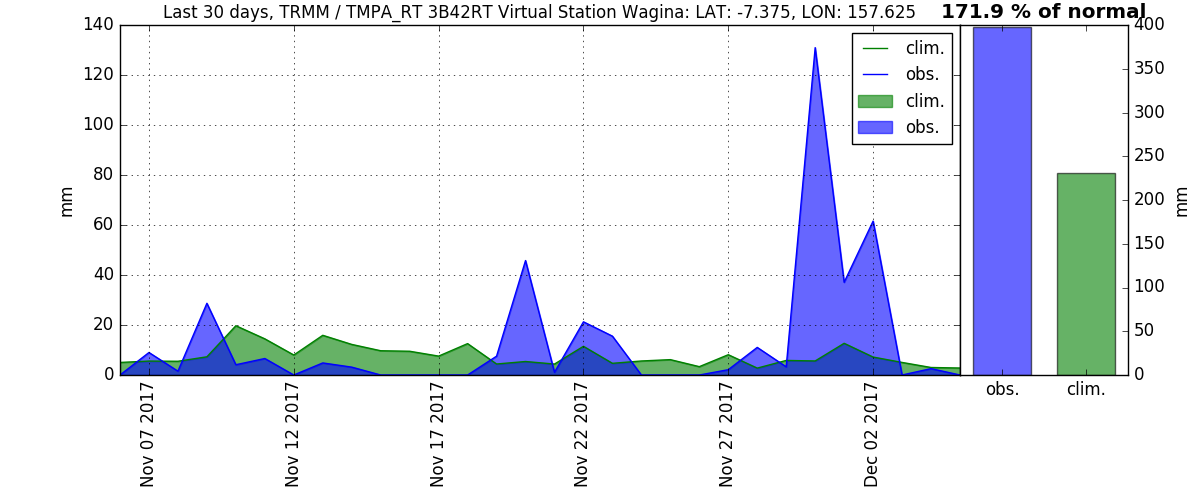 Last 30 days, TRMM / TMPA_RT 3B42RT Virtual Station Wagina: LAT: -7.375, LON: 157.625
171.9 % of normal
140
120
100
80
60
40
20
0
mm
clim.
obs.
clim.
obs.
Nov 07 2017
Nov 12 2017
Nov 17 2017
Nov 22 2017
Nov 27 2017
Dec 02 2017
400
350
300
250
200
150
100
50
0
mm
obs.
clim.